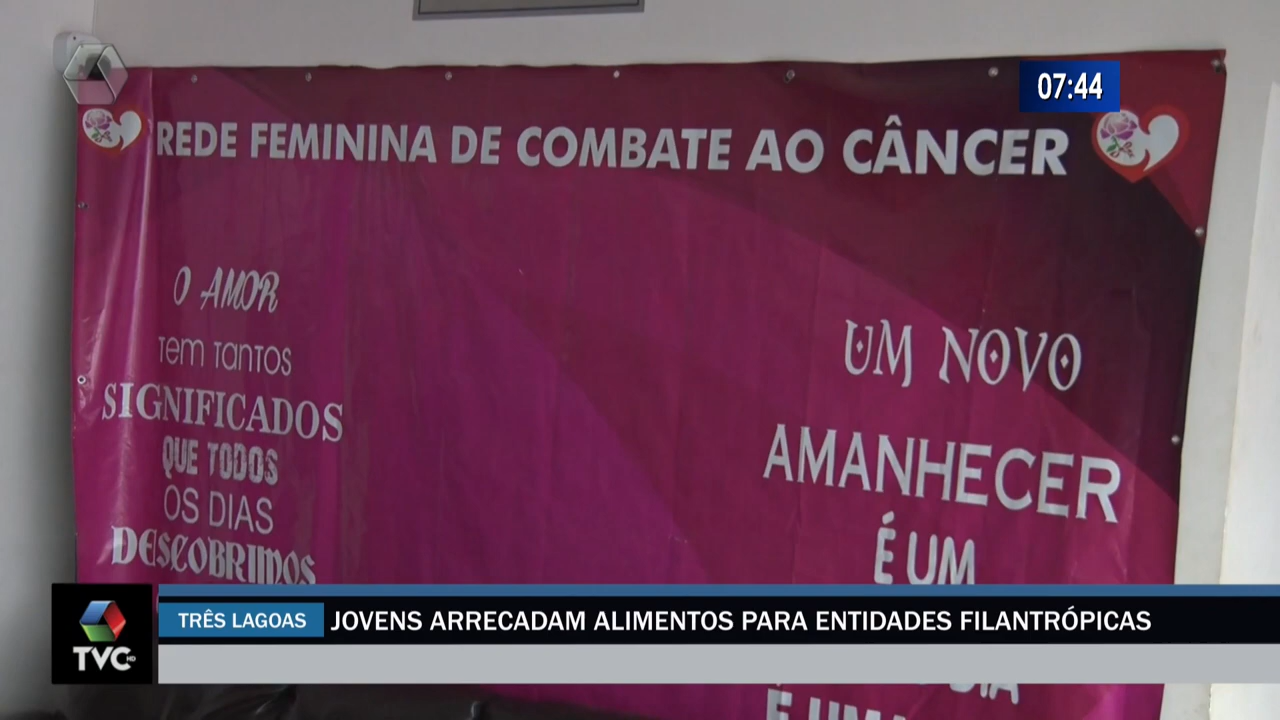 07:44
REDE FEMININA DE COMBATE AO CÂNCER
O AMOR
TEM TANTOS
SIGNIFICADOS
QUE TODOS
OS DIAS
DESCOBRIMOS
UM NOVO
AMANHECER
É UM
TRÊS LAGOAS
JOVENS ARRECADAM ALIMENTOS PARA ENTIDADES FILANTRÓPICAS
TVC HD